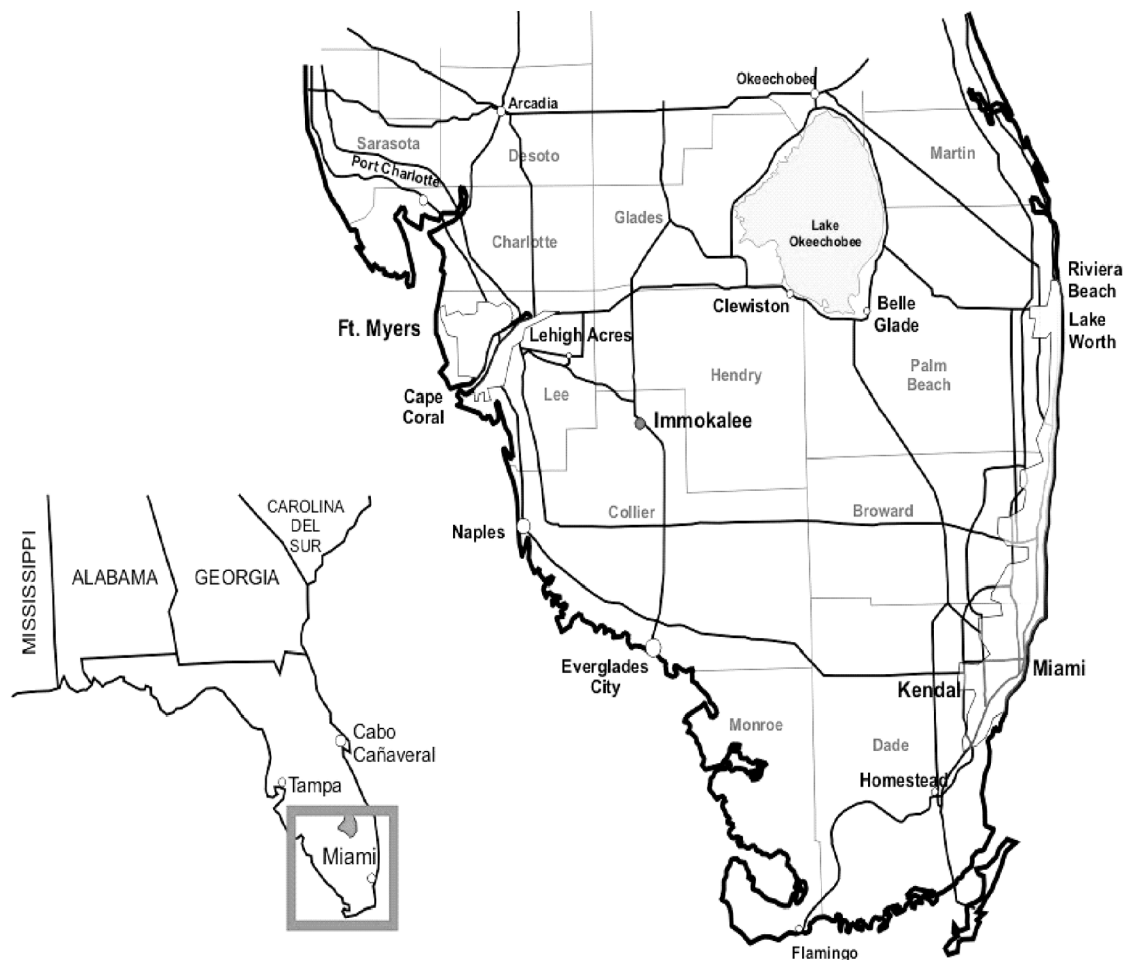 Okeechobee
Arcadia
Sarasota
Desoto
Martin
Port Charlotte
Glades
Lake
Okeechobee
Charlotte
Riviera
Beach
Clewiston
Belle
Glade
Ft. Myers
Lehigh Acres
Lake
Worth
Palm
Beach
Hendry
Lee
Cape
Coral
Immokalee
Collier
Broward
Naples
CAROLINA
DEL
SUR
MISSISSIPPI
ALABAMA
GEORGIA
Everglades
City
Miami
Kendal
Monroe
Dade
Cabo
Cañaveral
Homestead
Tampa
Miami
Flamingo